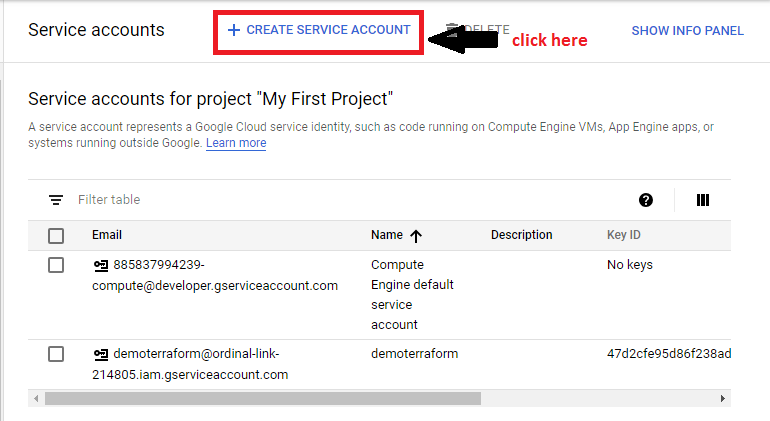 Service accounts
+ CREATE SERVICE ACCOUNT
DELETE
click here
SHOW INFO PANEL
Service accounts for project "My First Project"
A service account represents a Google Cloud service identity, such as code running on Compute Engine VMs, App Engine apps, or
systems running outside Google. Learn more
Filter table
Email Name Description Key ID
885837994239-
compute@developer.gserviceaccount.com
Compute
Engine default
service
account
No keys
demoterraform@ordinal-link-
214805.iam.gserviceaccount.com
demoterraform
47d2cfe95d86f238ad